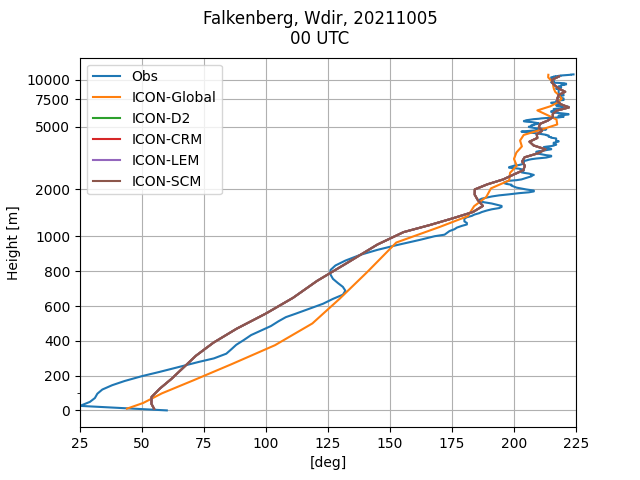 Falkenberg, Wdir, 20211005
00 UTC
Obs
ICON-Global
ICON-D2
ICON-CRM
ICON-LEM
ICON-SCM
Height [m]
10000
7500
5000
2000
1000
800
600
400
200
0
25 50 75 100 125 150 175 200 225
[deg]